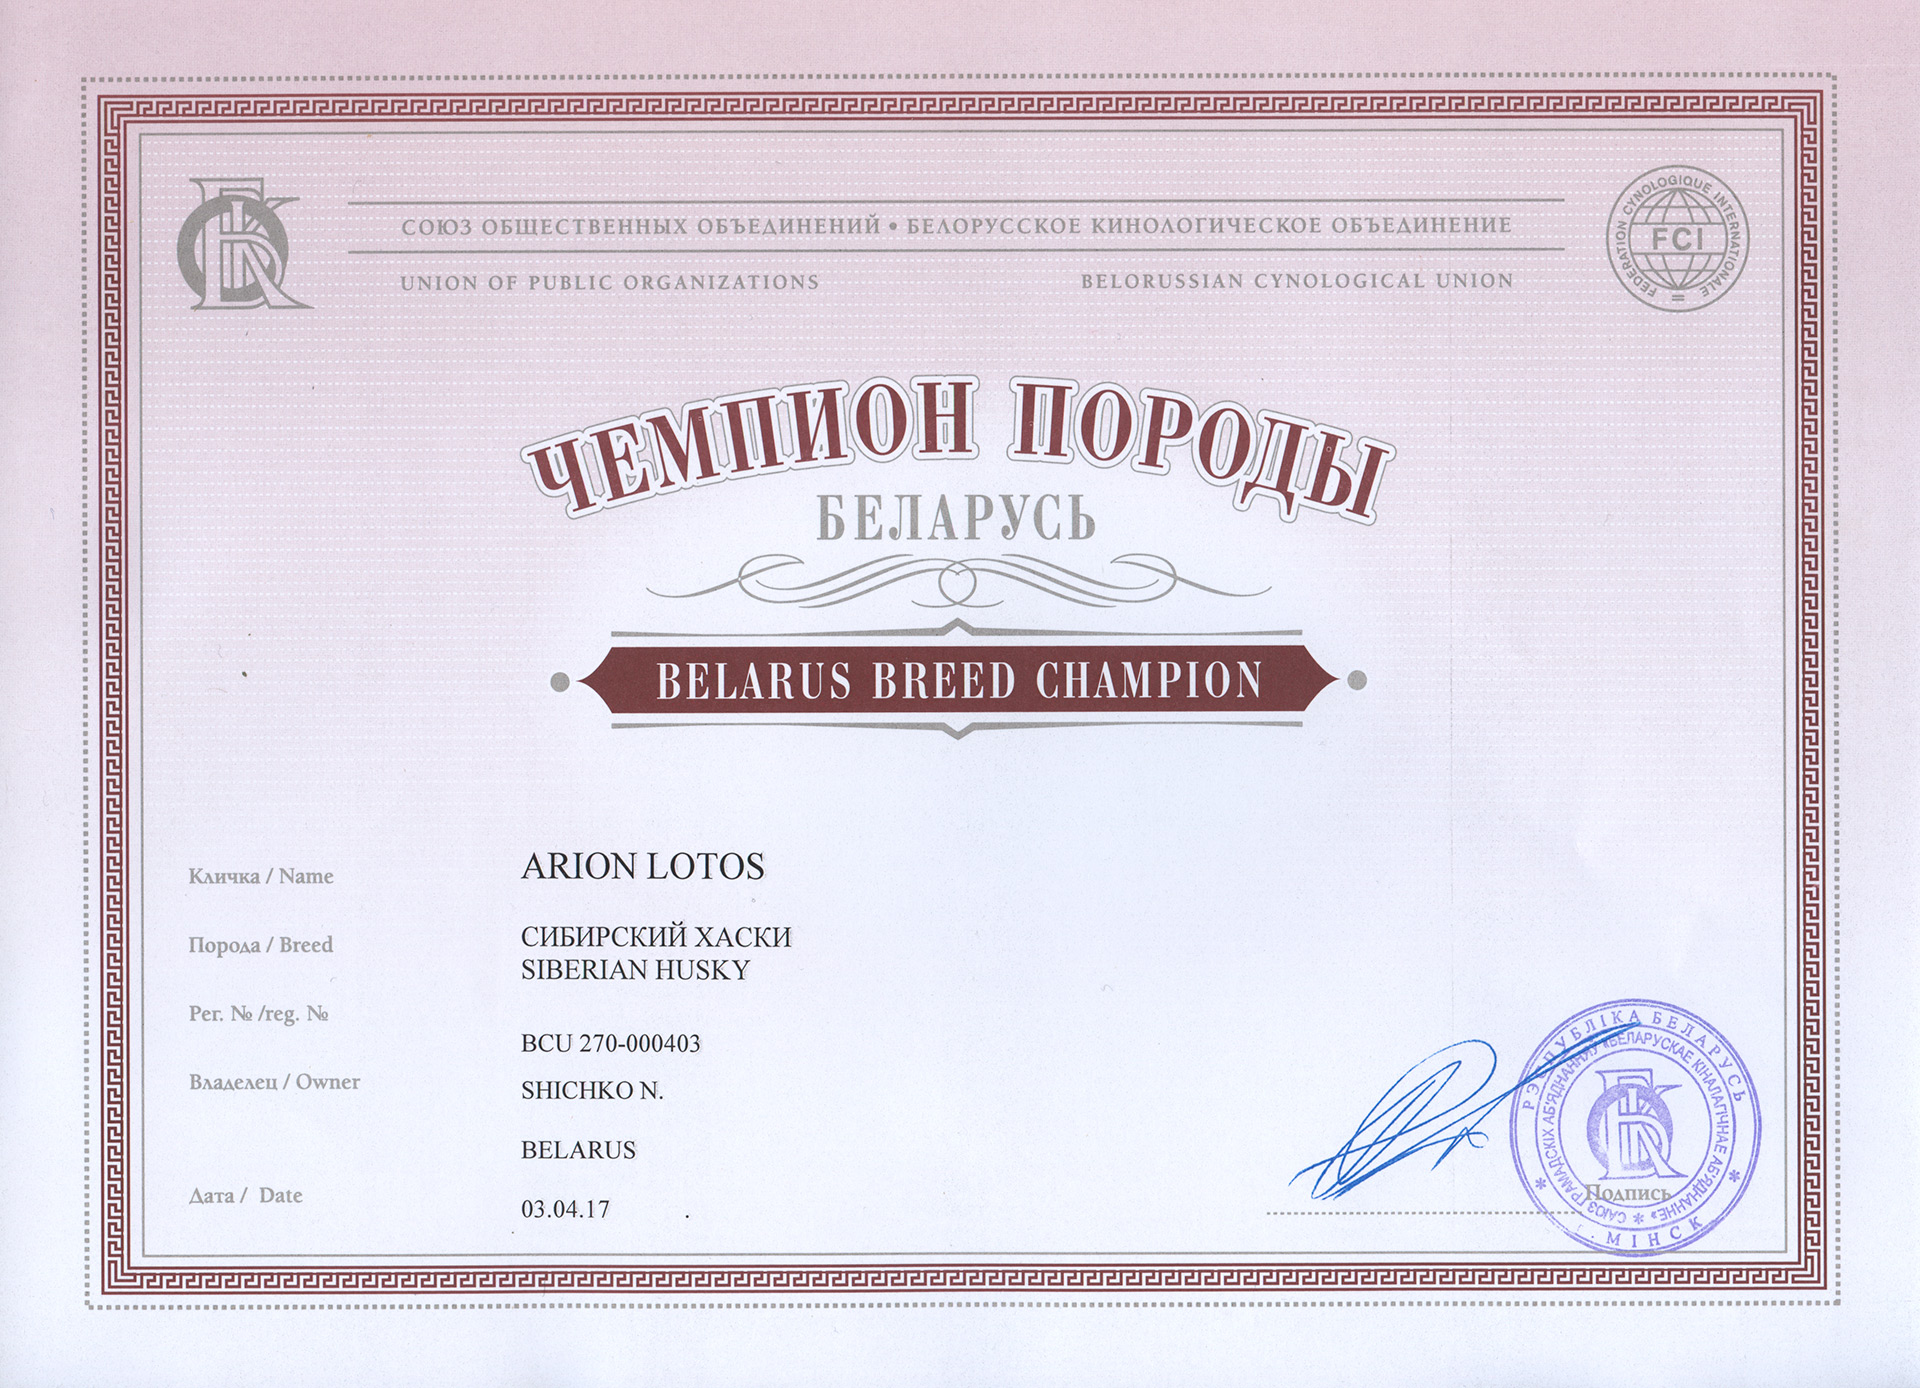 СОЮЗ ОБЩЕСТВЕННЫХ ОБЪЕДИНЕНИЙ • БЕЛОРУССКОЕ КИНОЛОГИЧЕСКОЕ ОБЪЕДИНЕНИЕ
UNION OF PUBLIC ORGANIZATIONS BELORUSSIAN CYNOLOGICAL UNION
FEDERATION CYNOLOGIQUE INTERNATIONALE
FCI
ЧЕМПИОН ПОРОДЫ
БЕЛАРУСЬ
BELARUS BREED CHAMPION
Кличка / Name ARION LOTOS
Порода / Breed СИБИРСКИЙ ХАСКИ
SIBERIAN HUSKY
Рег. № /reg. №
BCU 270-000403
Владелец / Owner SHICHKO N.
BELARUS
Дата / Date 03.04.17 .
Подпись
РЭСПУБЛІКА БЕЛАРУСЬ
САЮЗ ГРАМАДСКІХ АБ'ЯДНАННЯЎ «БЕЛАРУСКАЕ КІНАЛАГІЧНАЕ АБ'ЯДНАННЕ»
Г. МІНСК